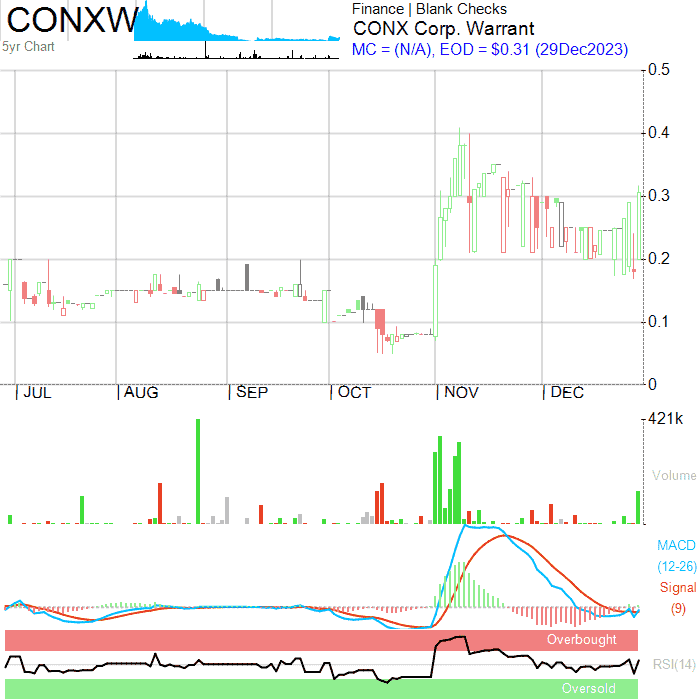 CONXW
5yr Chart
Finance | Blank Checks
CONX Corp. Warrant
MC = (N/A), EOD = $0.31 (29Dec2023)
0.5
0.4
0.3
0.2
0.1
0
JUL
AUG
SEP
OCT
NOV
DEC
421k
Volume
MACD
(12-26)
Signal
(9)
Overbought
RSI(14)
Oversold